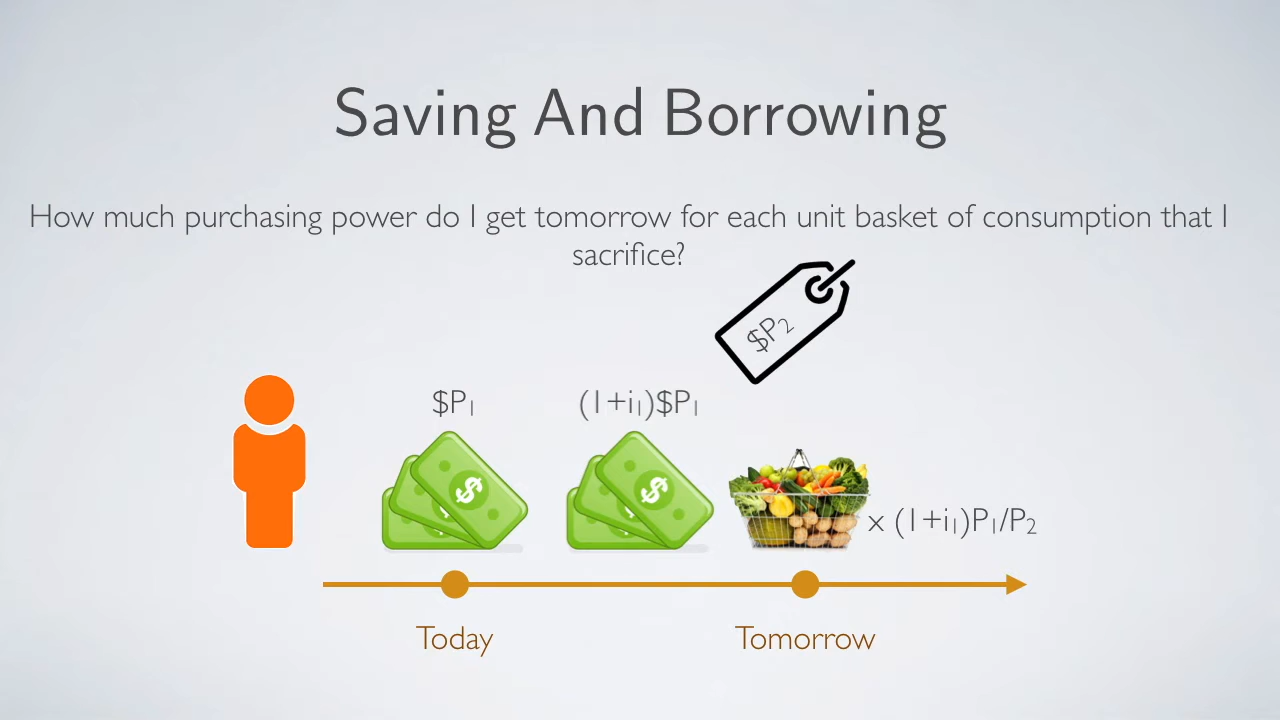 Saving And Borrowing
How much purchasing power do I get tomorrow for each unit basket of consumption that I
sacrifice?
$P₂
$P₁
(1+i₁)$P₁
$
$
x (1+i₁)P₁/P₂
Today
Tomorrow